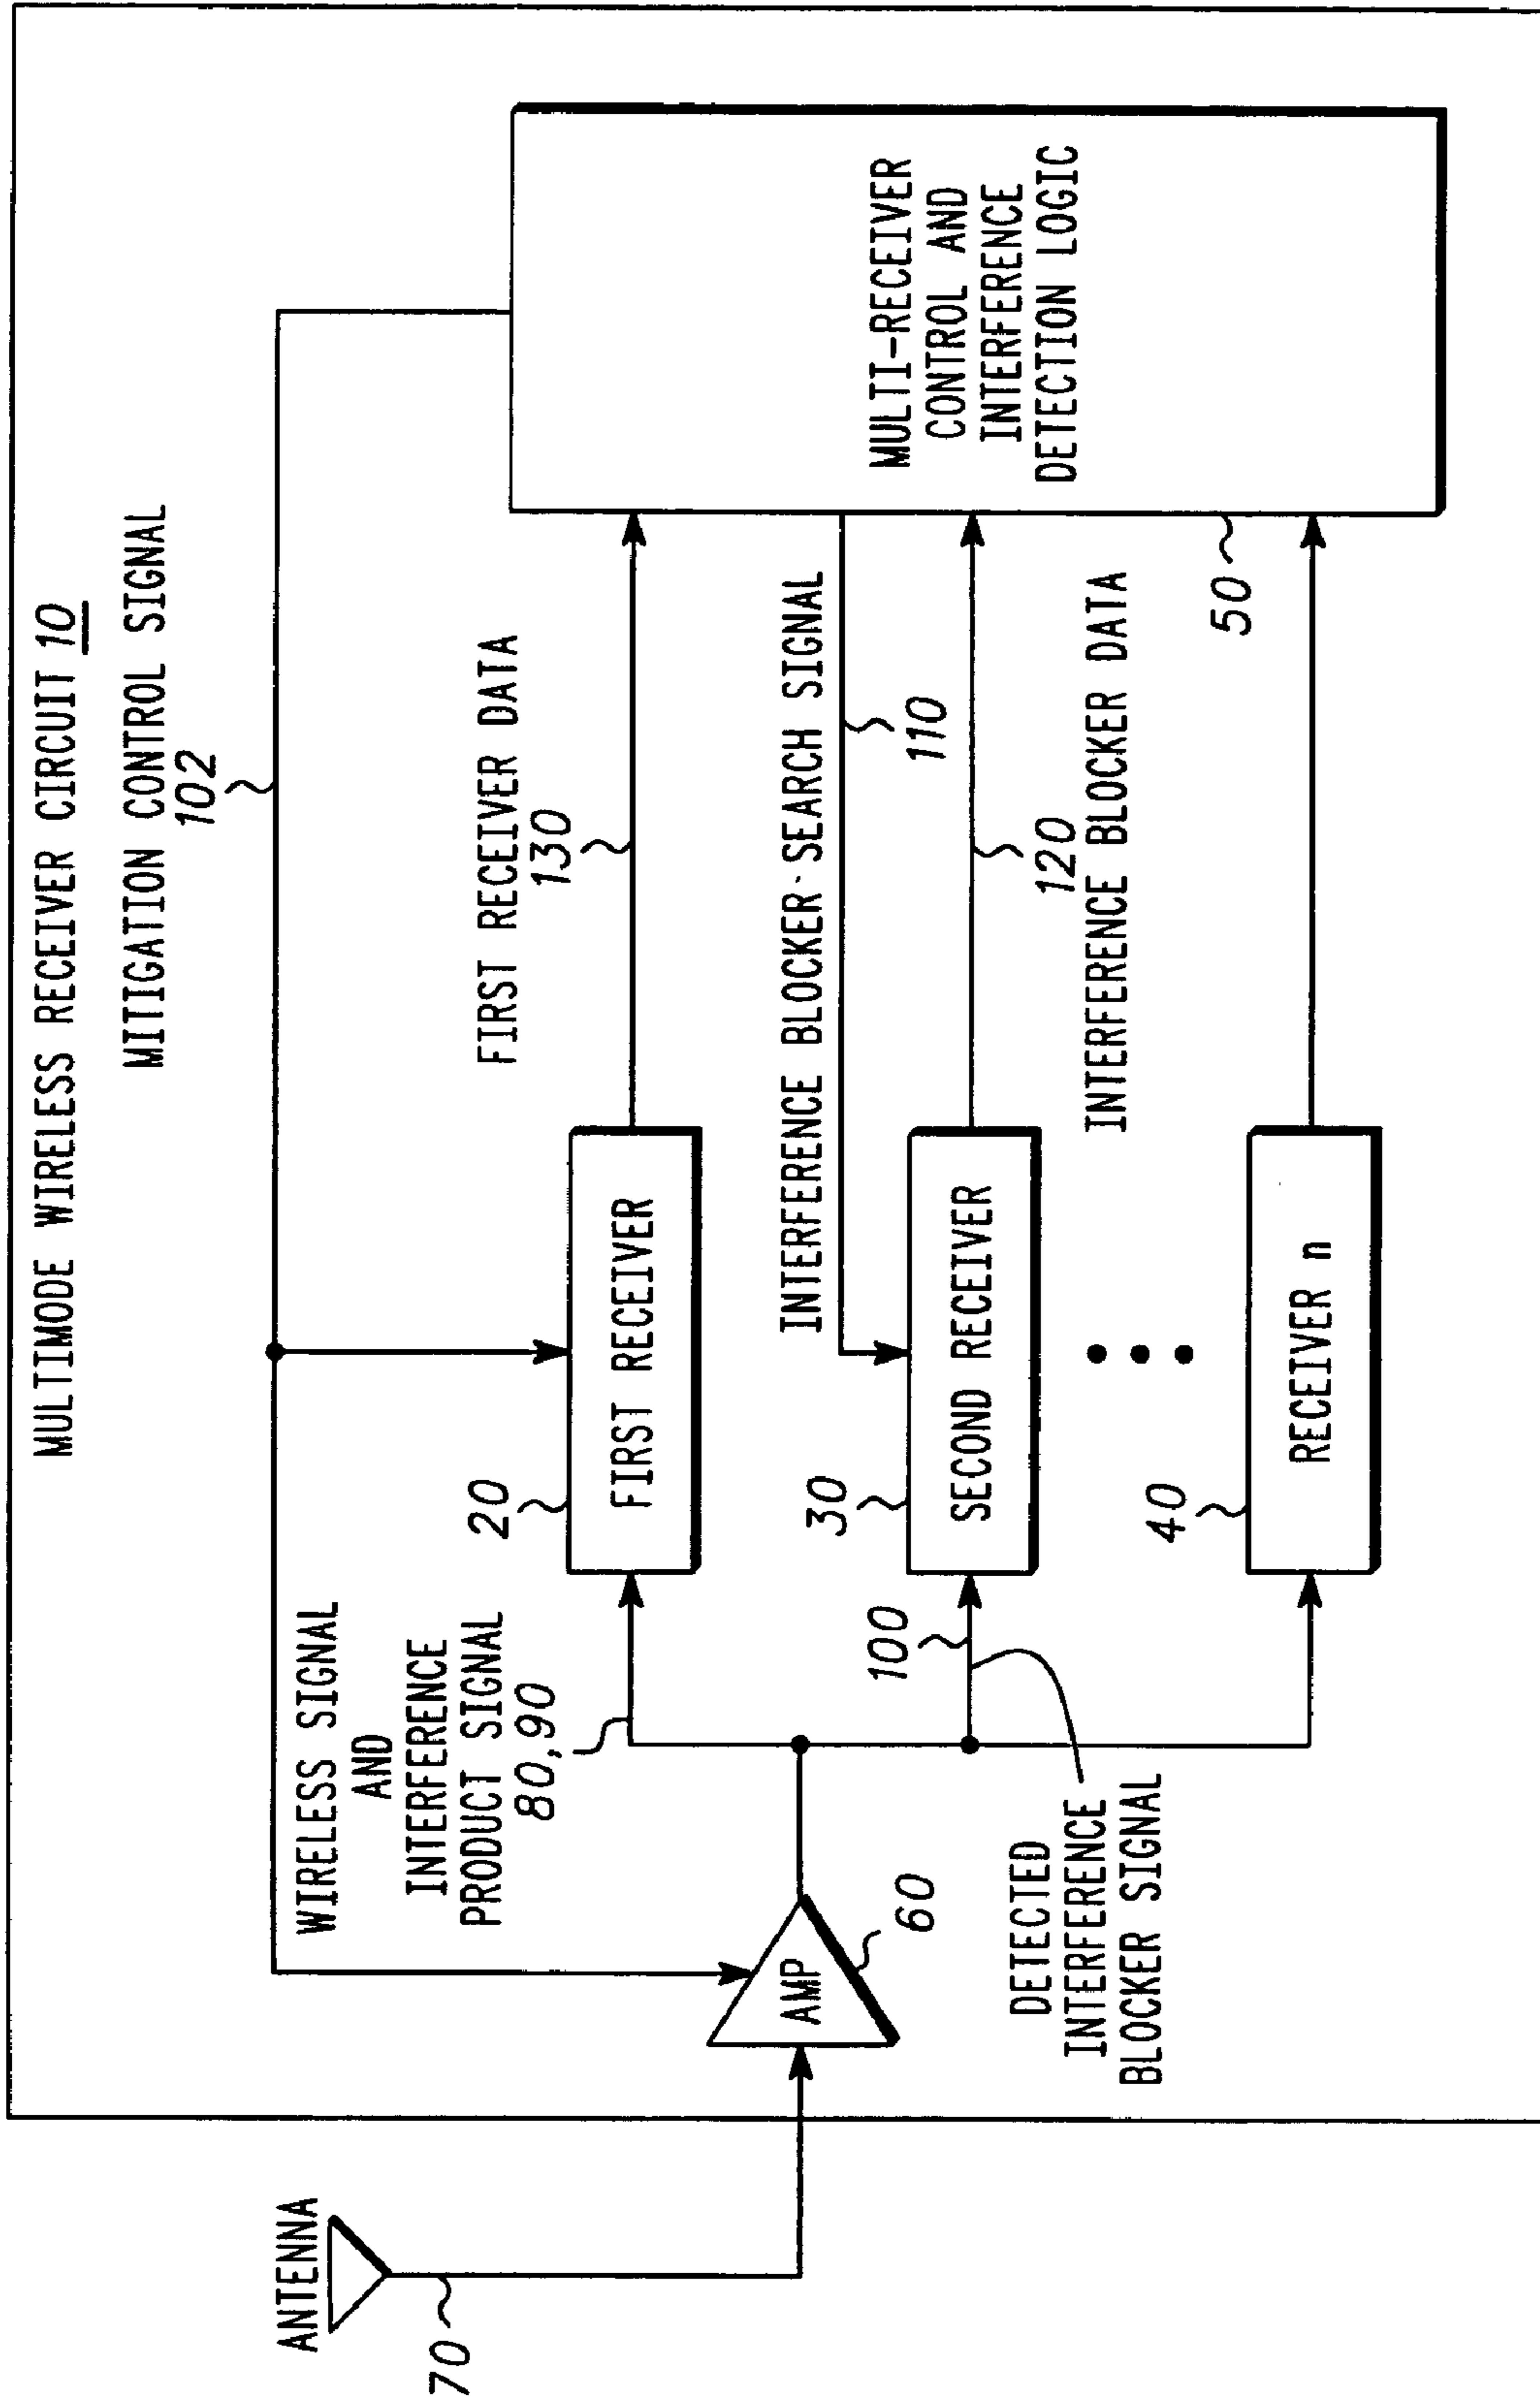 MULTIMODE WIRELESS RECEIVER CIRCUIT 10
MITIGATION CONTROL SIGNAL
102
ANTENNA
70
WIRELESS SIGNAL
AND
INTERFERENCE
PRODUCT SIGNAL
80,90
AMP
60
DETECTED
INTERFERENCE
BLOCKER SIGNAL
100
20
FIRST RECEIVER
30
SECOND RECEIVER
40
RECEIVER n
FIRST RECEIVER DATA
130
INTERFERENCE BLOCKER SEARCH SIGNAL
110
120
INTERFERENCE BLOCKER DATA
50
MULTI-RECEIVER
CONTROL AND
INTERFERENCE
DETECTION LOGIC